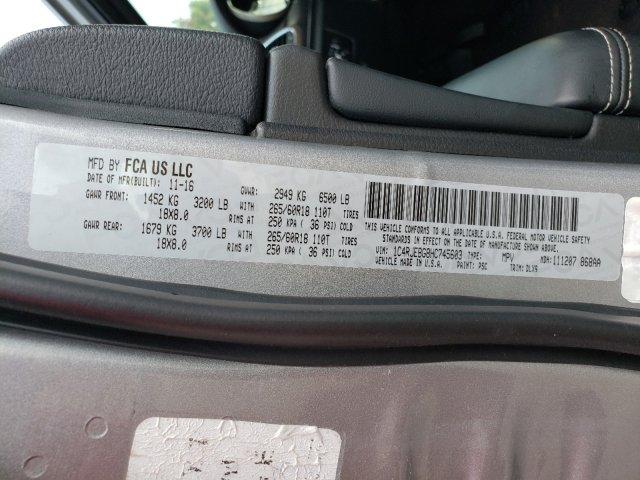 MFD BY FCA US LLC
DATE OF MFR(BUILT): 11-16 GVWR: 2949 KG 6500 LB
GAWR FRONT: 1452 KG 3200 LB WITH 265/60R18 110T TIRES
18X8.0 RIMS AT 250 KPA ( 36 PSI) COLD
GAWR REAR: 1679 KG 3700 LB WITH 265/60R18 110T TIRES
18X8.0 RIMS AT 250 KPA ( 36 PSI) COLD
THIS VEHICLE CONFORMS TO ALL APPLICABLE U.S.A. FEDERAL MOTOR VEHICLE SAFETY
STANDARDS IN EFFECT ON THE DATE OF MANUFACTURE SHOWN ABOVE.
VIN: 1C4RJEBG8HC745603 TYPE: MPV MDH: 111207 868AA
VEHICLE MADE IN U.S.A. PAINT: PSC TRIM: DLX9